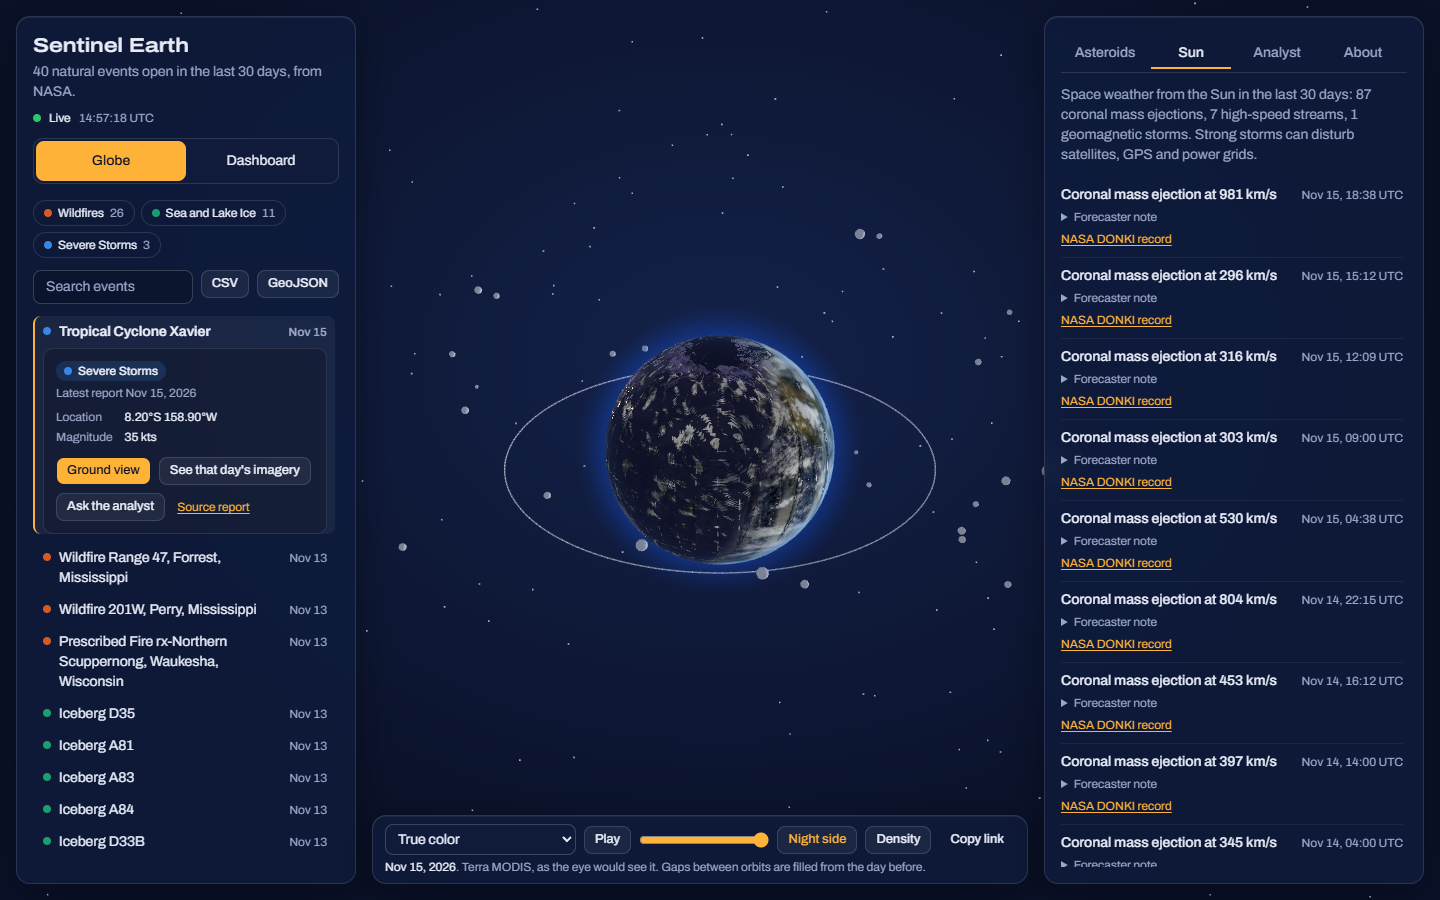 Sentinel Earth
40 natural events open in the last 30 days, from
NASA.
Live 14:57:18 UTC
Globe Dashboard
Wildfires 26 Sea and Lake Ice 11
Severe Storms 3
Search events CSV GeoJSON
Tropical Cyclone Xavier Nov 15
Severe Storms
Latest report Nov 15, 2026
Location 8.20°S 158.90°W
Magnitude 35 kts
Ground view See that day's imagery
Ask the analyst Source report
Wildfire Range 47, Forrest, Nov 13
Mississippi
Wildfire 201W, Perry, Mississippi Nov 13
Prescribed Fire rx-Northern Nov 13
Scuppernong, Waukesha,
Wisconsin
Iceberg D35 Nov 13
Iceberg A81 Nov 13
Iceberg A83 Nov 13
Iceberg A84 Nov 13
Iceberg D33B Nov 13
True color Play Night side Density Copy link
Nov 15, 2026. Terra MODIS, as the eye would see it. Gaps between orbits are filled from the day before.
Asteroids Sun Analyst About
Space weather from the Sun in the last 30 days: 87
coronal mass ejections, 7 high-speed streams, 1
geomagnetic storms. Strong storms can disturb
satellites, GPS and power grids.
Coronal mass ejection at 981 km/s Nov 15, 18:38 UTC
Forecaster note
NASA DONKI record
Coronal mass ejection at 296 km/s Nov 15, 15:12 UTC
Forecaster note
NASA DONKI record
Coronal mass ejection at 316 km/s Nov 15, 12:09 UTC
Forecaster note
NASA DONKI record
Coronal mass ejection at 303 km/s Nov 15, 09:00 UTC
Forecaster note
NASA DONKI record
Coronal mass ejection at 530 km/s Nov 15, 04:38 UTC
Forecaster note
NASA DONKI record
Coronal mass ejection at 804 km/s Nov 14, 22:15 UTC
Forecaster note
NASA DONKI record
Coronal mass ejection at 453 km/s Nov 14, 16:12 UTC
Forecaster note
NASA DONKI record
Coronal mass ejection at 397 km/s Nov 14, 14:00 UTC
Forecaster note
NASA DONKI record
Coronal mass ejection at 345 km/s Nov 14, 04:00 UTC
Forecaster note